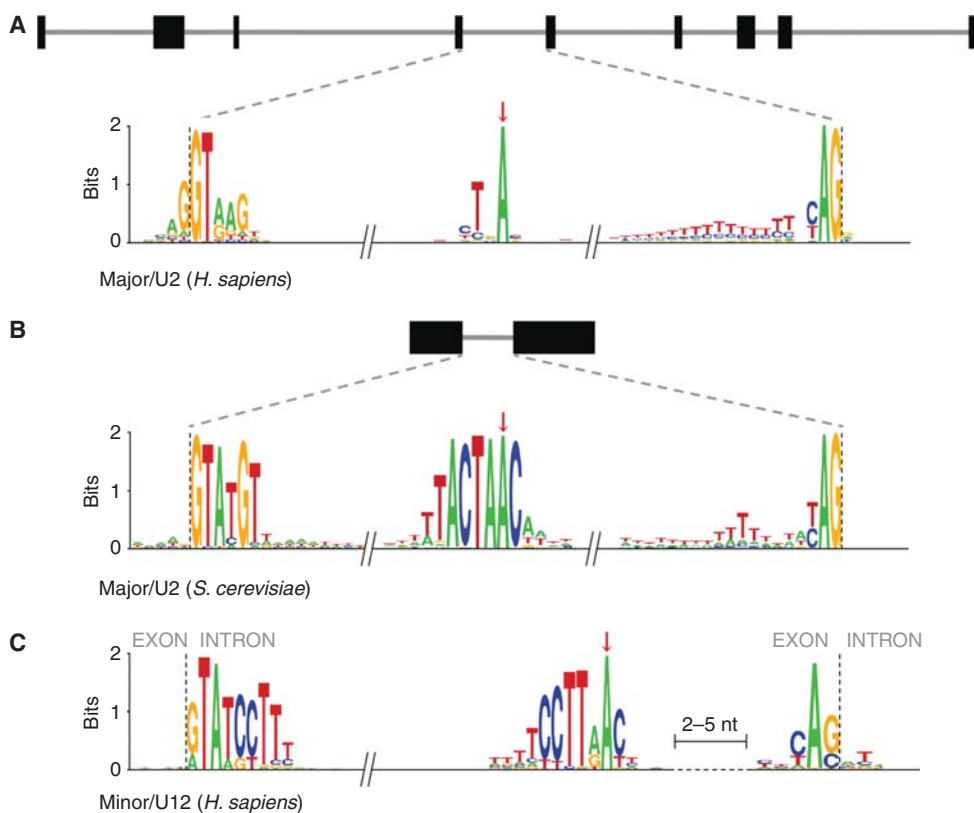 A
Bits
2
1
0
Major/U2 (H. sapiens)
B
Bits
2
1
0
Major/U2 (S. cerevisiae)
C
EXON INTRON
EXON INTRON
Bits
2
1
0
2–5 nt
Minor/U12 (H. sapiens)